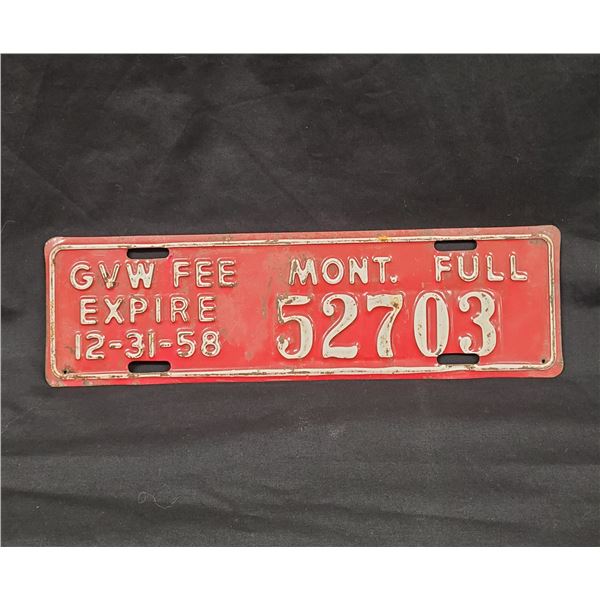 GVW FEE MONT. FULL
EXPIRE 52703
12-31-58